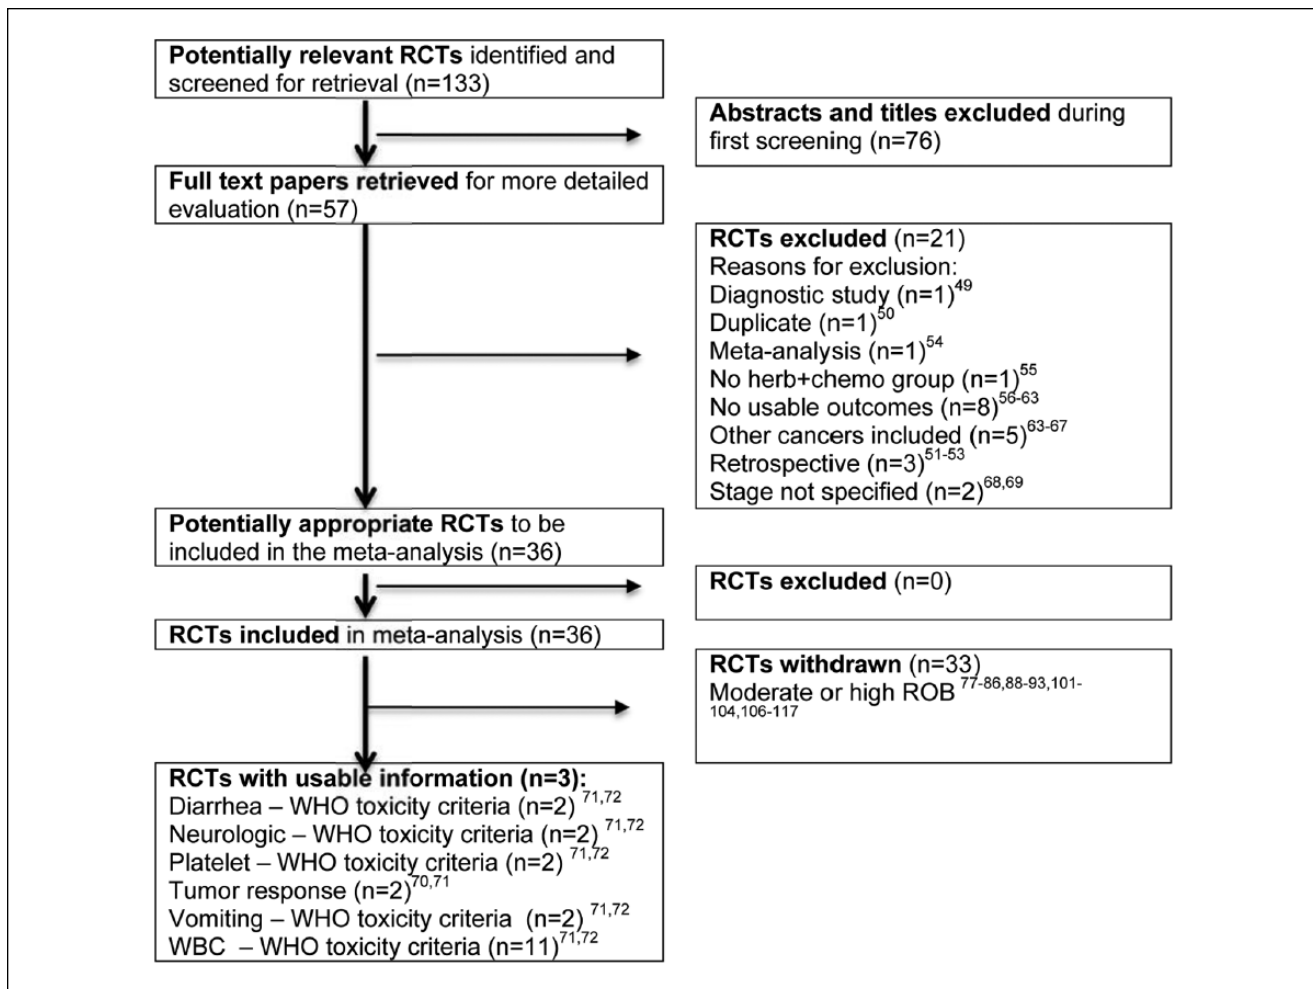 Potentially relevant RCTs identified and
screened for retrieval (n=133)
Abstracts and titles excluded during
first screening (n=76)
Full text papers retrieved for more detailed
evaluation (n=57)
RCTs excluded (n=21)
Reasons for exclusion:
Diagnostic study (n=1)49
Duplicate (n=1)50
Meta-analysis (n=1)54
No herb+chemo group (n=1)55
No usable outcomes (n=8)56-63
Other cancers included (n=5)63-67
Retrospective (n=3)51-53
Stage not specified (n=2)68,69
Potentially appropriate RCTs to be
included in the meta-analysis (n=36)
RCTs excluded (n=0)
RCTs included in meta-analysis (n=36)
RCTs withdrawn (n=33)
Moderate or high ROB 77-86,88-93,101-
104,106-117
RCTs with usable information (n=3):
Diarrhea – WHO toxicity criteria (n=2) 71,72
Neurologic – WHO toxicity criteria (n=2) 71,72
Platelet – WHO toxicity criteria (n=2) 71,72
Tumor response (n=2)70,71
Vomiting – WHO toxicity criteria (n=2) 71,72
WBC – WHO toxicity criteria (n=11)71,72